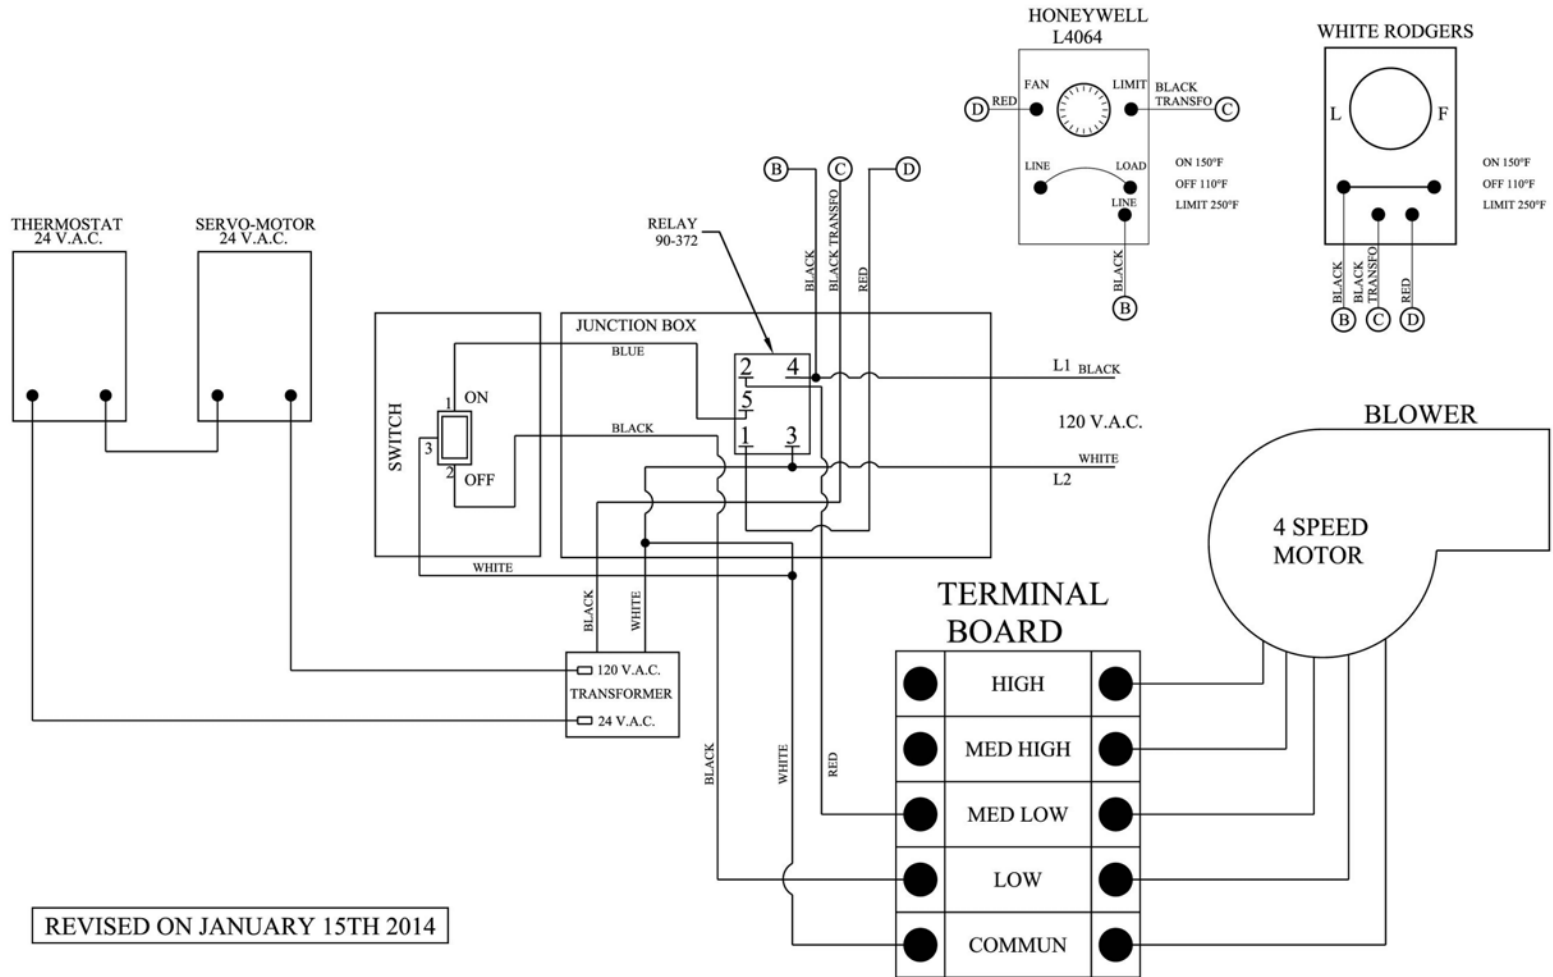 HONEYWELL
L4064
FAN
LIMIT
D
RED
BLACK
TRANSFO
C
LINE
LOAD
LINE
ON 150°F
OFF 110°F
LIMIT 250°F
BLACK
B
WHITE RODGERS
L
F
ON 150°F
OFF 110°F
LIMIT 250°F
BLACK
BLACK
TRANSFO
RED
B
C
D
B
C
D
BLACK
BLACK TRANSFO
RED
THERMOSTAT
24 V.A.C.
SERVO-MOTOR
24 V.A.C.
RELAY
90-372
SWITCH
1
ON
3
2
OFF
JUNCTION BOX
BLUE
BLACK
2
4
5
1
3
L1
BLACK
120 V.A.C.
WHITE
L2
WHITE
BLACK
WHITE
120 V.A.C.
TRANSFORMER
24 V.A.C.
BLACK
WHITE
RED
BLOWER
4 SPEED
MOTOR
TERMINAL
BOARD
HIGH
MED HIGH
MED LOW
LOW
COMMUN
REVISED ON JANUARY 15TH 2014